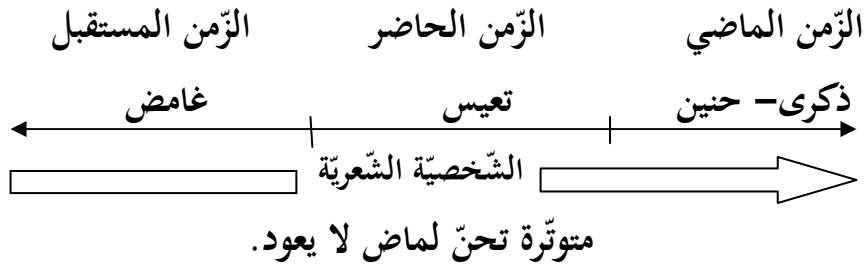 الزّمن الماضي الزّمن الحاضر الزّمن المستقبل
ذكرى– حنين تعيس غامض
الشّخصيّة الشّعريّة
متوتّرة تحنّ لماض لا يعود.